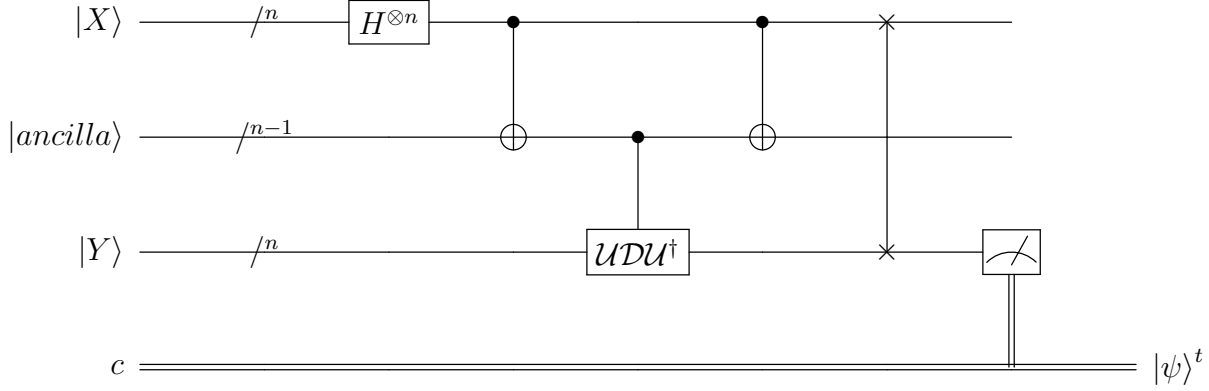 |X⟩ /ⁿ H^{⊗n}
|ancilla⟩ /ⁿ⁻¹
|Y⟩ /ⁿ 𝒰𝒟𝒰†
c |ψ⟩ᵗ